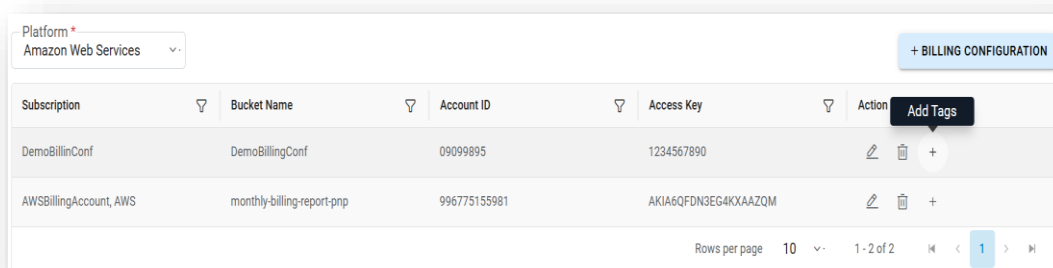 Platform *
Amazon Web Services
+ BILLING CONFIGURATION
Subscription Bucket Name Account ID Access Key Action
Add Tags
DemoBillinConf DemoBillingConf 09099895 1234567890
AWSBillingAccount, AWS monthly-billing-report-pnp 996775155981 AKIA6QFDN3EG4KXAAZQM
Rows per page 10 1 - 2 of 2 1